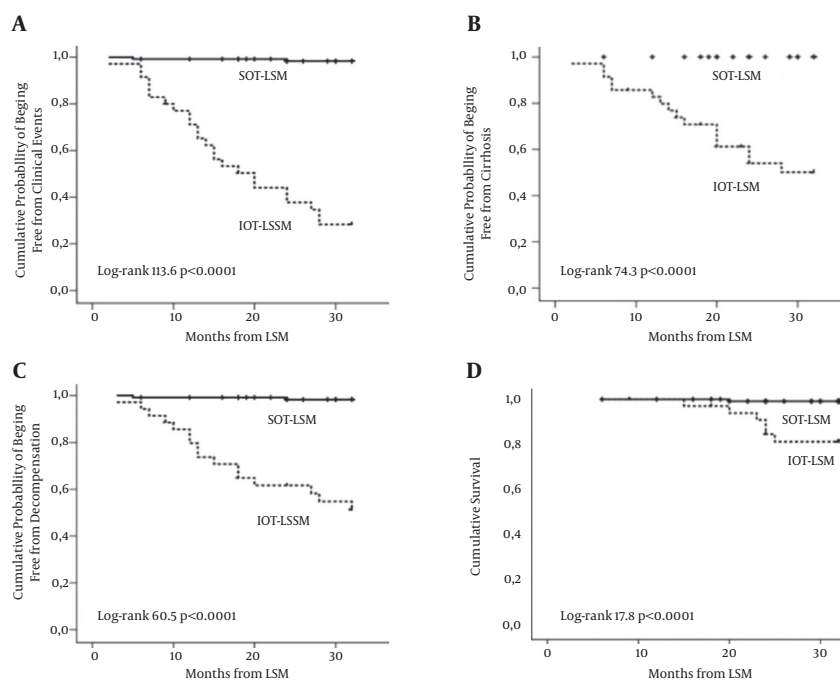 A
Cumulative Probabllity of Beging
Free from Clinical Events
1,0
0,8
0,6
0,4
0,2
0,0
SOT-LSM
IOT-LSSM
Log-rank 113.6 p<0.0001
0 10 20 30
Months from LSM
B
Cumulative Probabllity of Beging
Free from Cirrhosis
1,0
0,8
0,6
0,4
0,2
0,0
SOT-LSM
IOT-LSM
Log-rank 74.3 p<0.0001
0 10 20 30
Months from LSM
C
Cumulative Probabllity of Beging
Free from Decompensation
1,0
0,8
0,6
0,4
0,2
0,0
SOT-LSM
IOT-LSSM
Log-rank 60.5 p<0.0001
0 10 20 30
Months from LSM
D
Cumulative Survival
1,0
0,8
0,6
0,4
0,2
0,0
SOT-LSM
IOT-LSM
Log-rank 17.8 p<0.0001
0 10 20 30
Months from LSM